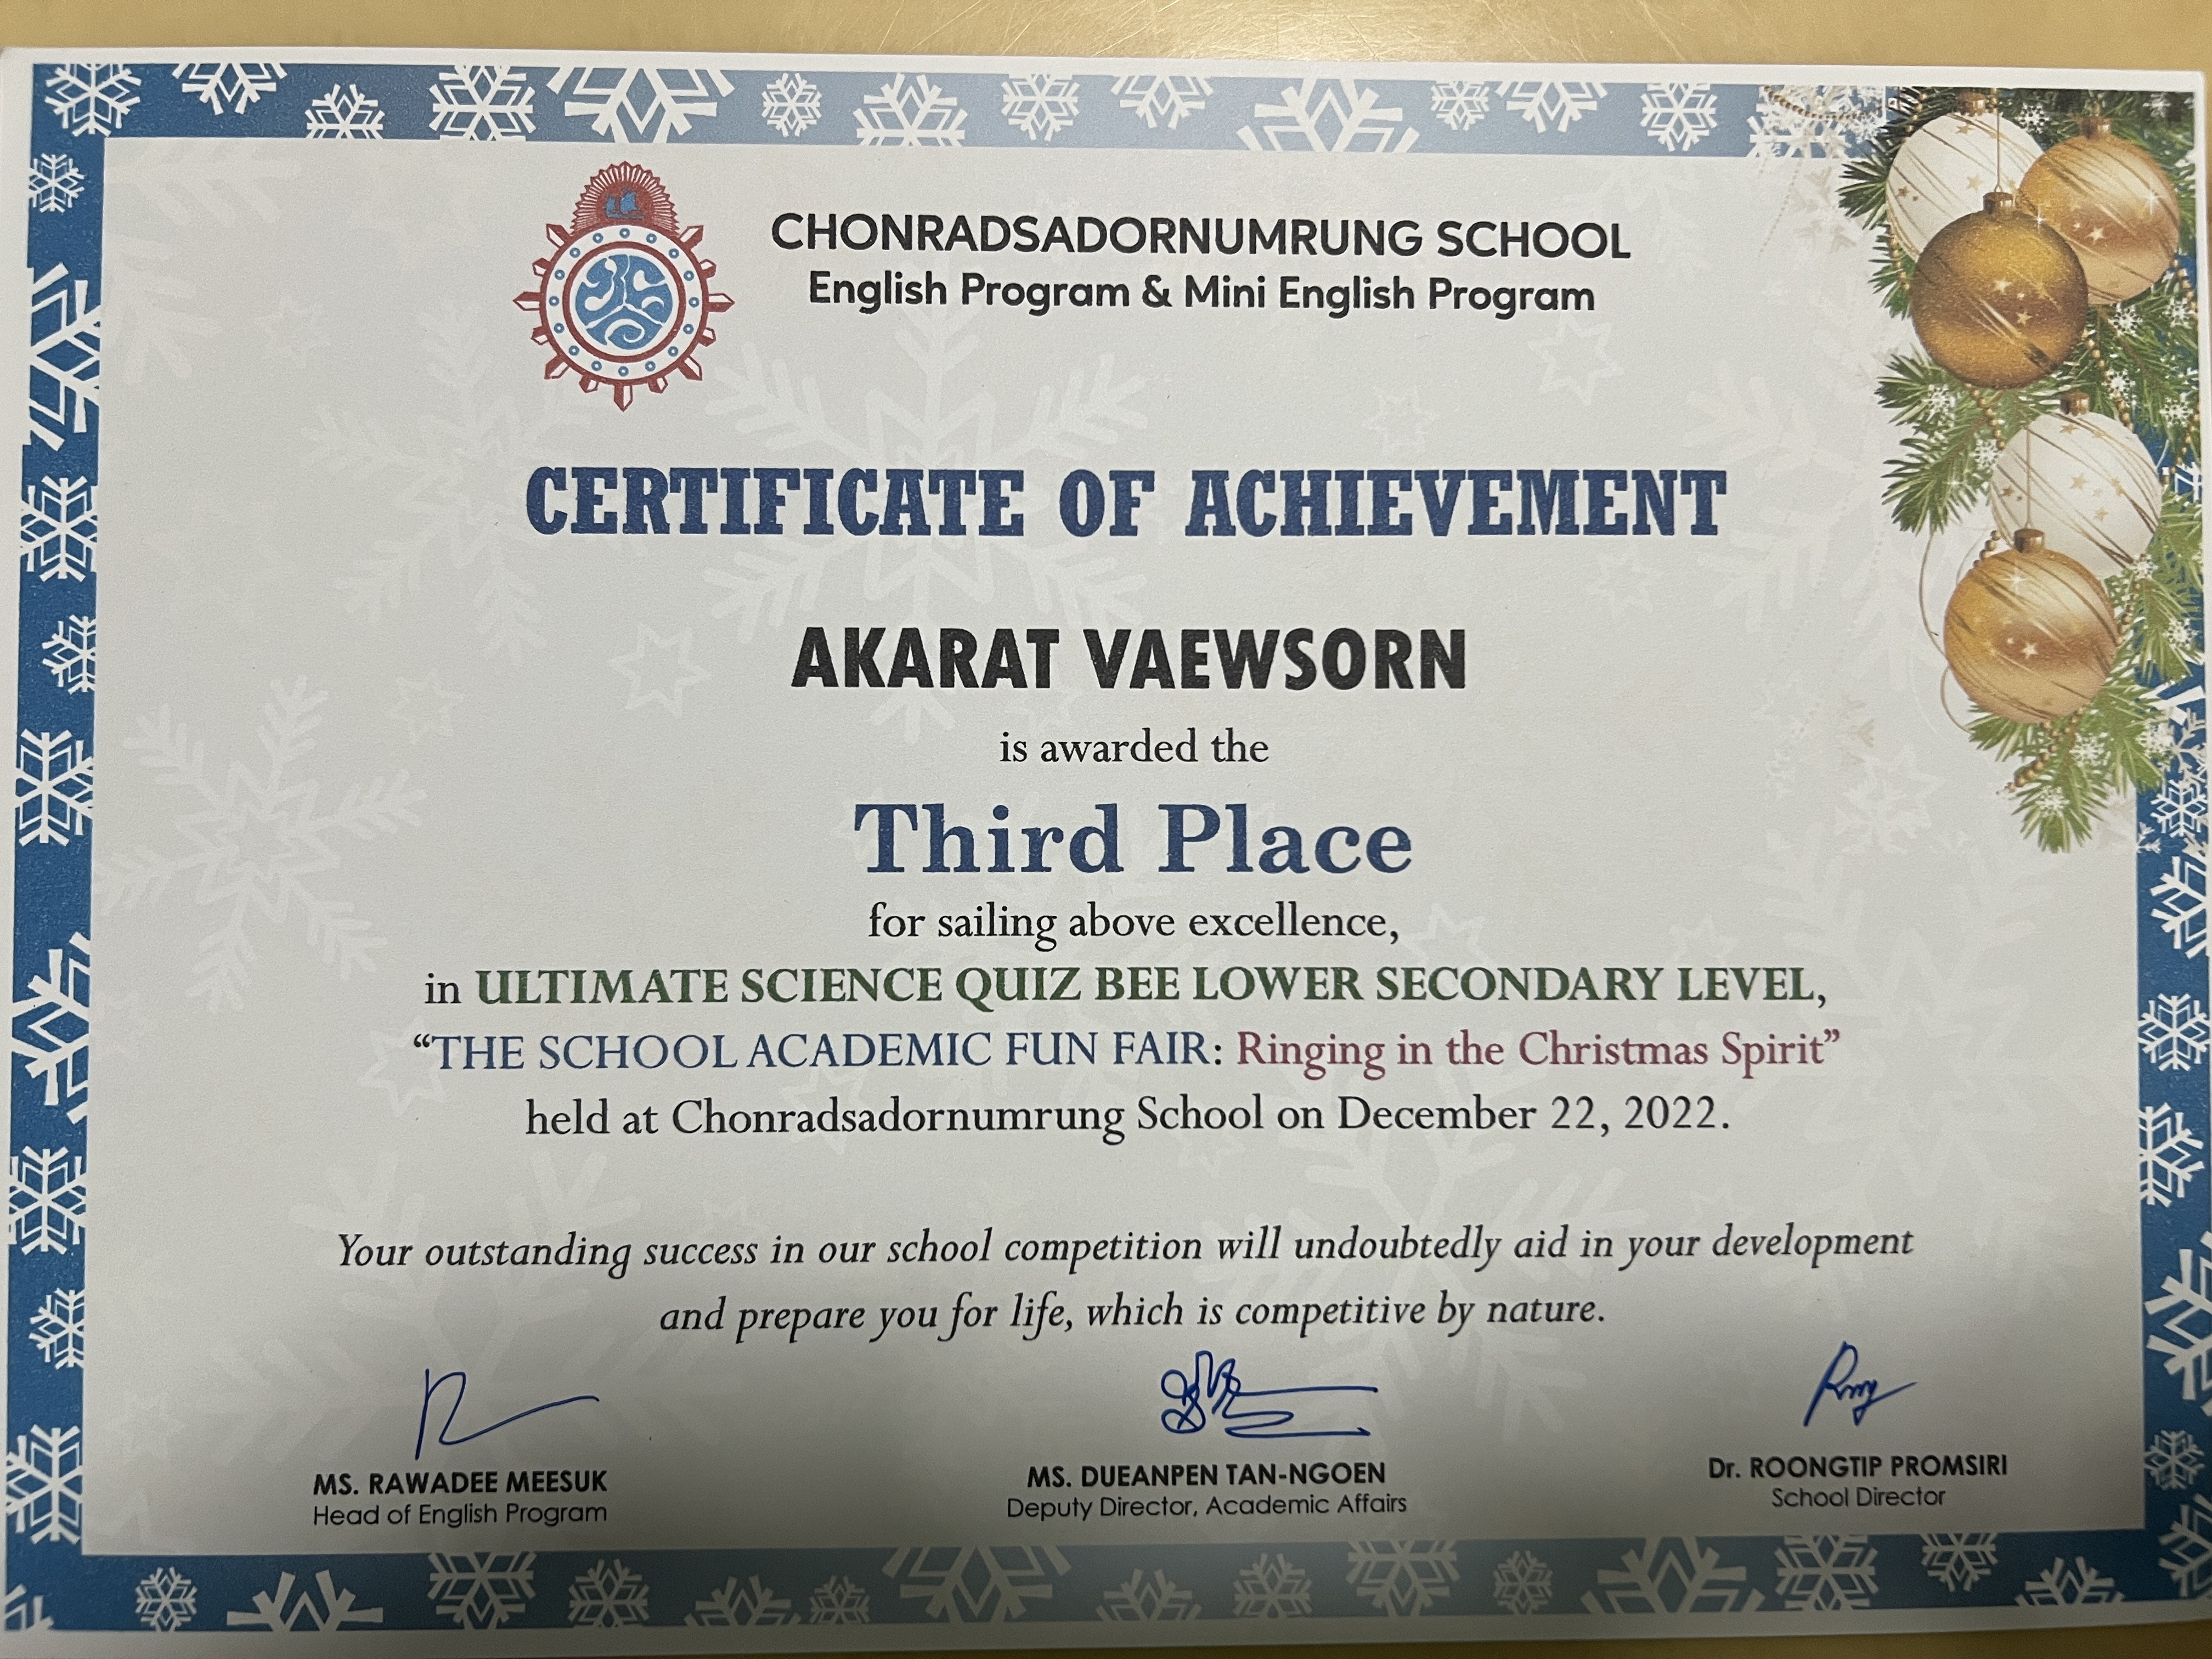 CHONRADSADORNUMRUNG SCHOOL
English Program & Mini English Program
CERTIFICATE OF ACHIEVEMENT
AKARAT VAEWSORN
is awarded the
Third Place
for sailing above excellence,
in ULTIMATE SCIENCE QUIZ BEE LOWER SECONDARY LEVEL,
“THE SCHOOL ACADEMIC FUN FAIR: Ringing in the Christmas Spirit”
held at Chonradsadornumrung School on December 22, 2022.
Your outstanding success in our school competition will undoubtedly aid in your development
and prepare you for life, which is competitive by nature.
MS. RAWADEE MEESUK
Head of English Program
MS. DUEANPEN TAN-NGOEN
Deputy Director, Academic Affairs
Dr. ROONGTIP PROMSIRI
School Director